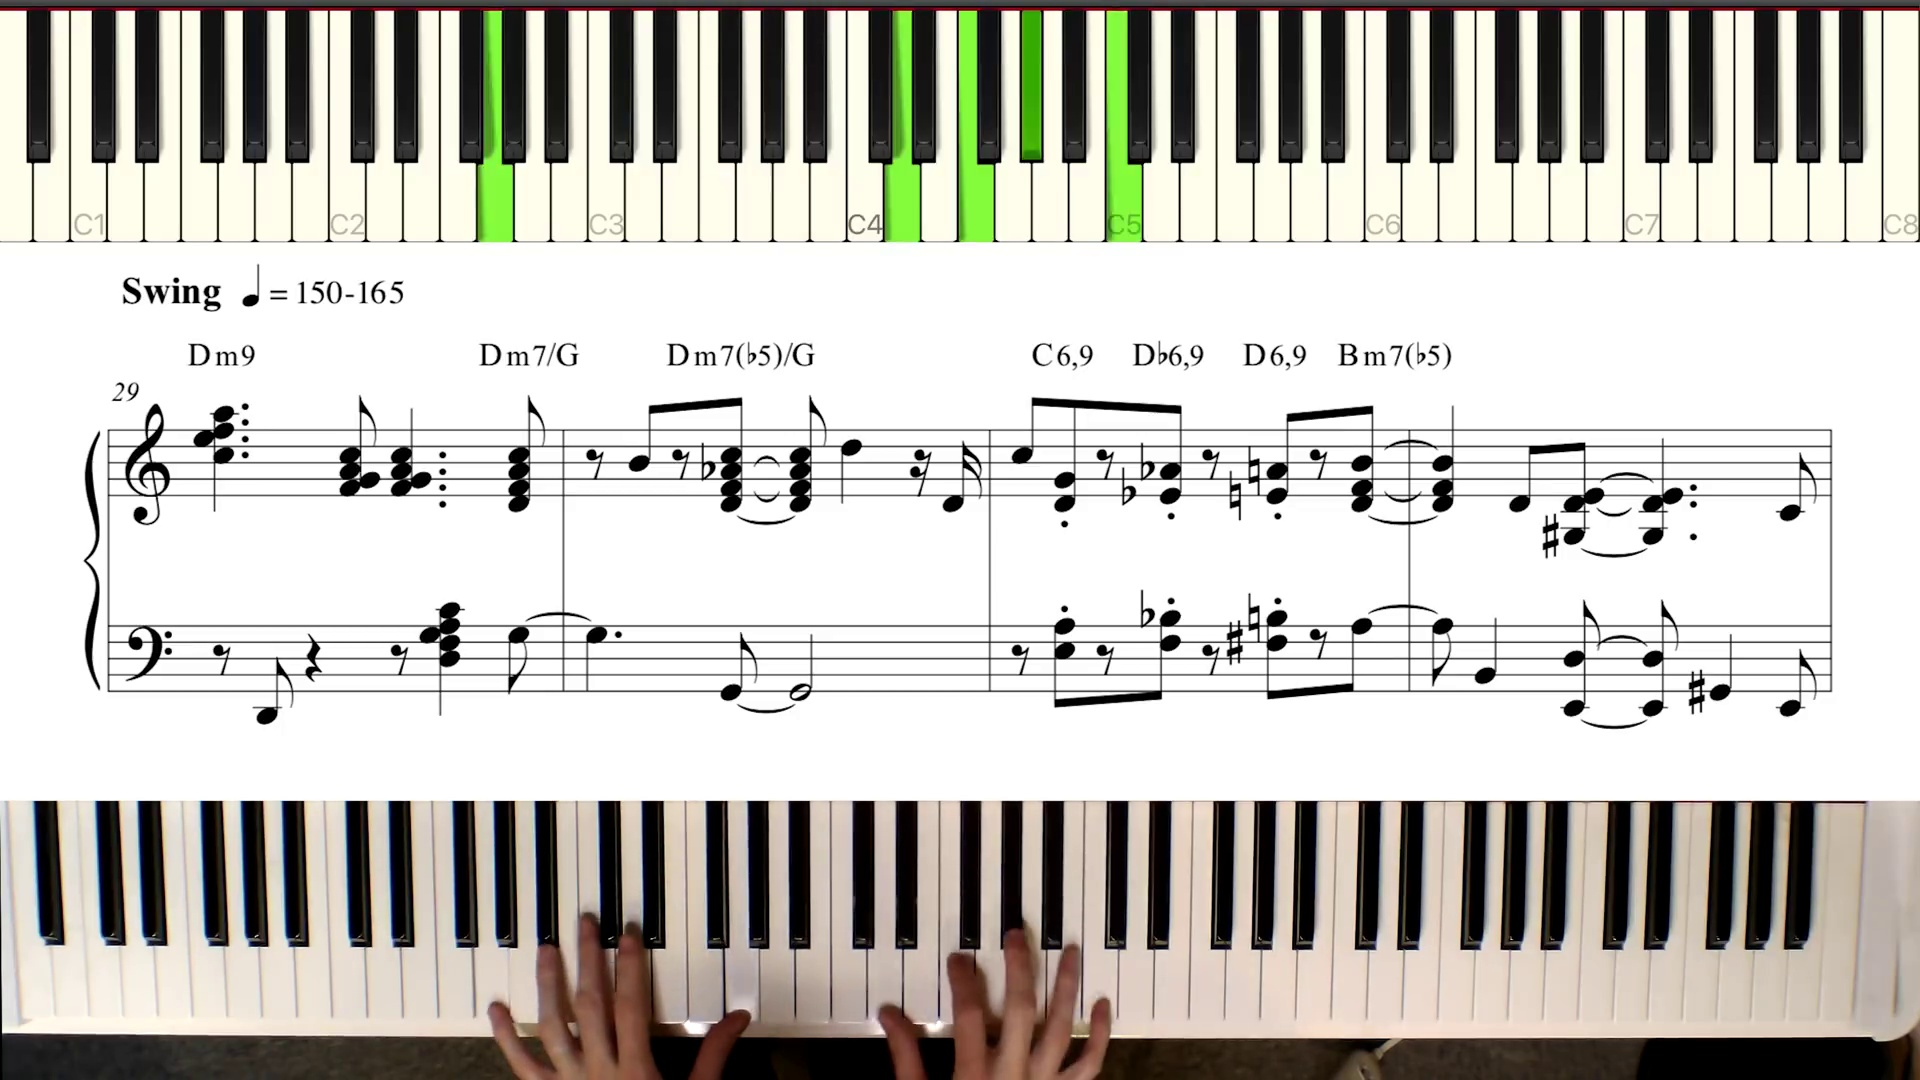 C1 C2 C3 C4 C5 C6 C7 C8
Swing ♩ = 150-165
Dm9 Dm7/G Dm7(♭5)/G C6,9 D♭6,9 D6,9 Bm7(♭5)
29